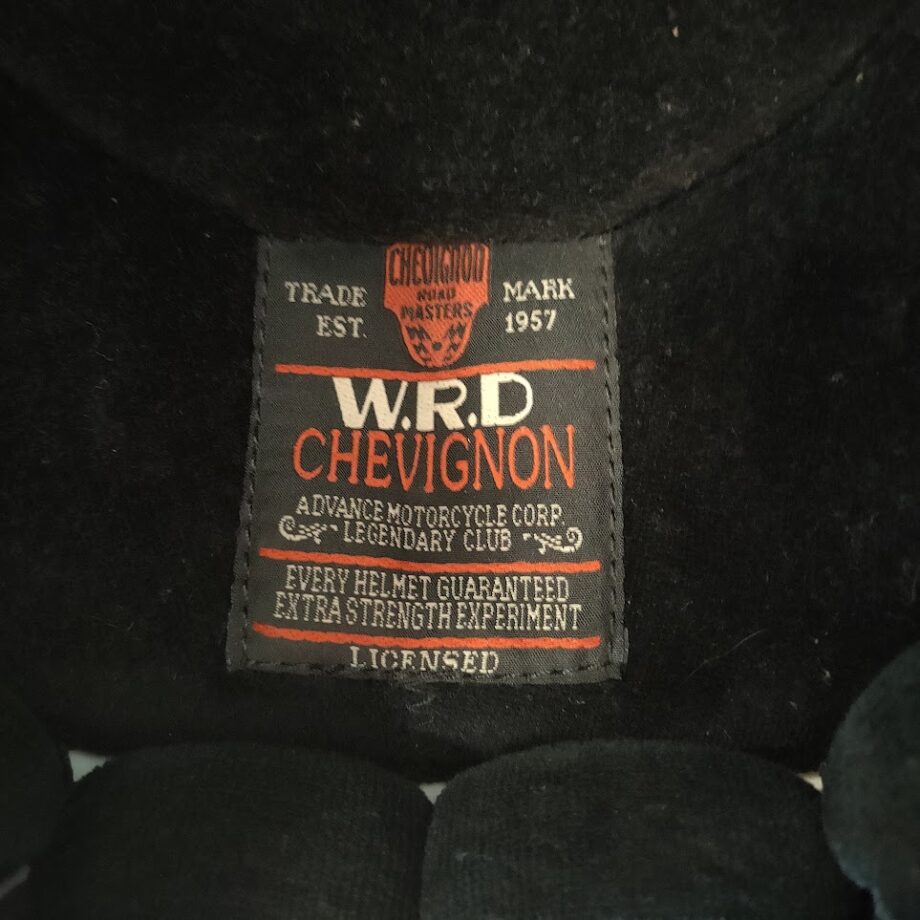 CHEVIGNON
ROAD
MASTERS
TRADE MARK
EST. 1957
W.R.D
CHEVIGNON
ADVANCE MOTORCYCLE CORP.
LEGENDARY CLUB
EVERY HELMET GUARANTEED
EXTRA STRENGTH EXPERIMENT
LICENSED